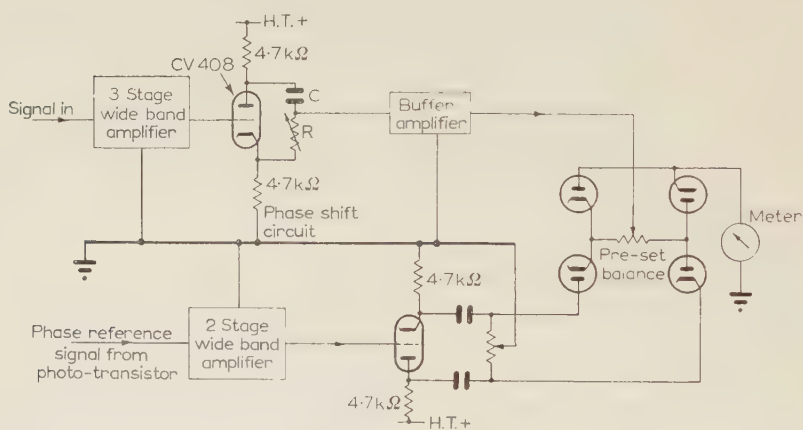 H.T.+
4·7kΩ
CV 408
3 Stage
wide band
amplifier
Signal in
C
R
Buffer
amplifier
4·7kΩ
Phase shift
circuit
Meter
Pre-set
balance
4·7kΩ
Phase reference
signal from
photo-transistor
2 Stage
wide band
amplifier
4·7kΩ
H.T.+